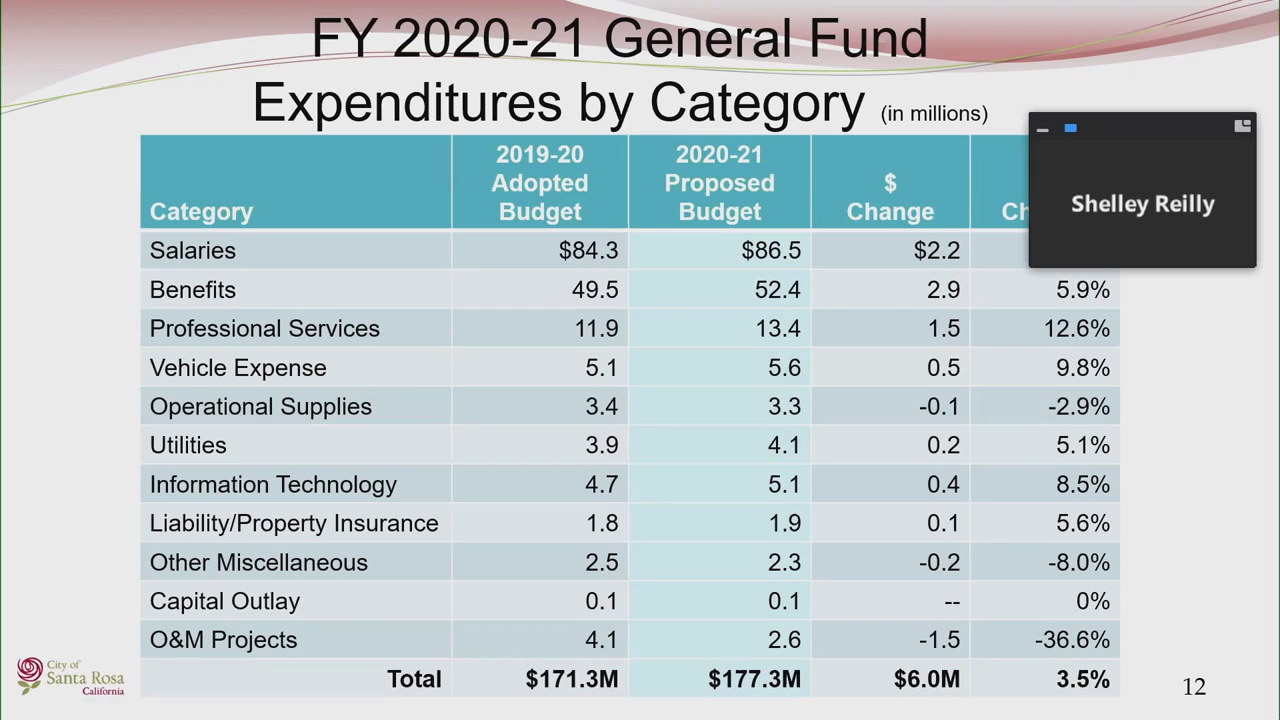 FY 2020-21 General Fund
Expenditures by Category (in millions)
Category 2019-20 Adopted Budget 2020-21 Proposed Budget $ Change
Shelley Reilly
Salaries $84.3 $86.5 $2.2
Benefits 49.5 52.4 2.9 5.9%
Professional Services 11.9 13.4 1.5 12.6%
Vehicle Expense 5.1 5.6 0.5 9.8%
Operational Supplies 3.4 3.3 -0.1 -2.9%
Utilities 3.9 4.1 0.2 5.1%
Information Technology 4.7 5.1 0.4 8.5%
Liability/Property Insurance 1.8 1.9 0.1 5.6%
Other Miscellaneous 2.5 2.3 -0.2 -8.0%
Capital Outlay 0.1 0.1 -- 0%
O&M Projects 4.1 2.6 -1.5 -36.6%
Total $171.3M $177.3M $6.0M 3.5%
City of
Santa Rosa
California
12